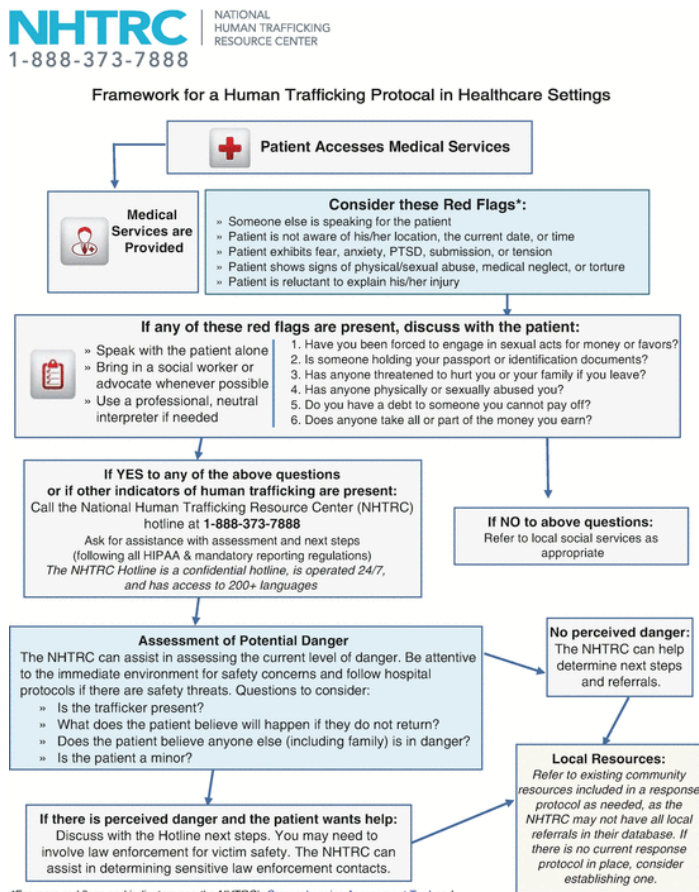 NHTRC
NATIONAL
HUMAN TRAFFICKING
RESOURCE CENTER
1-888-373-7888
Framework for a Human Trafficking Protocal in Healthcare Settings
Patient Accesses Medical Services
Medical
Services are
Provided
Consider these Red Flags*:
» Someone else is speaking for the patient
» Patient is not aware of his/her location, the current date, or time
» Patient exhibits fear, anxiety, PTSD, submission, or tension
» Patient shows signs of physical/sexual abuse, medical neglect, or torture
» Patient is reluctant to explain his/her injury
If any of these red flags are present, discuss with the patient:
» Speak with the patient alone
» Bring in a social worker or
advocate whenever possible
» Use a professional, neutral
interpreter if needed
1. Have you been forced to engage in sexual acts for money or favors?
2. Is someone holding your passport or identification documents?
3. Has anyone threatened to hurt you or your family if you leave?
4. Has anyone physically or sexually abused you?
5. Do you have a debt to someone you cannot pay off?
6. Does anyone take all or part of the money you earn?
If YES to any of the above questions
or if other indicators of human trafficking are present:
Call the National Human Trafficking Resource Center (NHTRC)
hotline at 1-888-373-7888
Ask for assistance with assessment and next steps
(following all HIPAA & mandatory reporting regulations)
The NHTRC Hotline is a confidential hotline, is operated 24/7,
and has access to 200+ languages
If NO to above questions:
Refer to local social services as
appropriate
Assessment of Potential Danger
The NHTRC can assist in assessing the current level of danger. Be attentive
to the immediate environment for safety concerns and follow hospital
protocols if there are safety threats. Questions to consider:
» Is the trafficker present?
» What does the patient believe will happen if they do not return?
» Does the patient believe anyone else (including family) is in danger?
» Is the patient a minor?
No perceived danger:
The NHTRC can help
determine next steps
and referrals.
If there is perceived danger and the patient wants help:
Discuss with the Hotline next steps. You may need to
involve law enforcement for victim safety. The NHTRC can
assist in determining sensitive law enforcement contacts.
Local Resources:
Refer to existing community
resources included in a response
protocol as needed, as the
NHTRC may not have all local
referrals in their database. If
there is no current response
protocol in place, consider
establishing one.